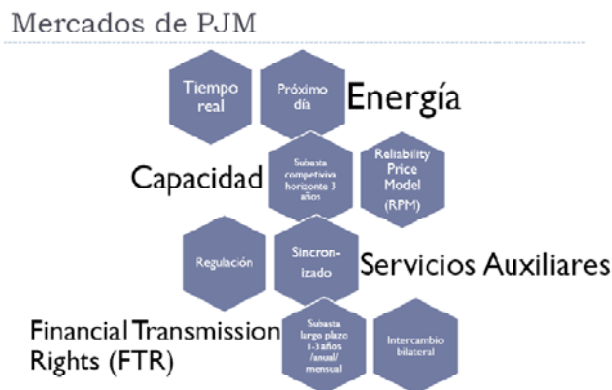 Mercados de PJM
Tiempo
real
Próximo
día
Energía
Capacidad
Subasta
competitiva
horizonte 3
años
Reliability
Price
Model
(RPM)
Regulación
Sincron-
izado
Servicios Auxiliares
Financial Transmission
Rights (FTR)
Subasta
largo plazo
1-3 años
/anual/
mensual
Intercambio
bilateral